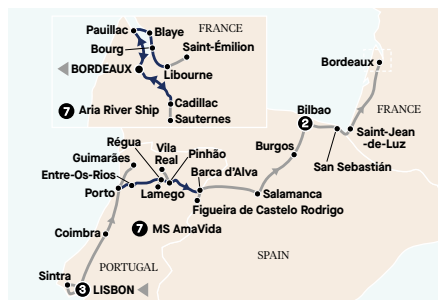 Pauillac
Blaye
FRANCE
Bourg
Saint-Émilion
BORDEAUX
Libourne
7 Aria River Ship
Cadillac
Sauternes
Bordeaux
Bilbao
2
FRANCE
Saint-Jean
-de-Luz
San Sebastián
Burgos
Régua
Vila
Real
Pinhão
Guimarães
Barca d'Alva
Entre-Os-Rios
Porto
Lamego
Salamanca
Figueira de Castelo Rodrigo
7 MS AmaVida
Coimbra
SPAIN
PORTUGAL
Sintra
3 LISBON